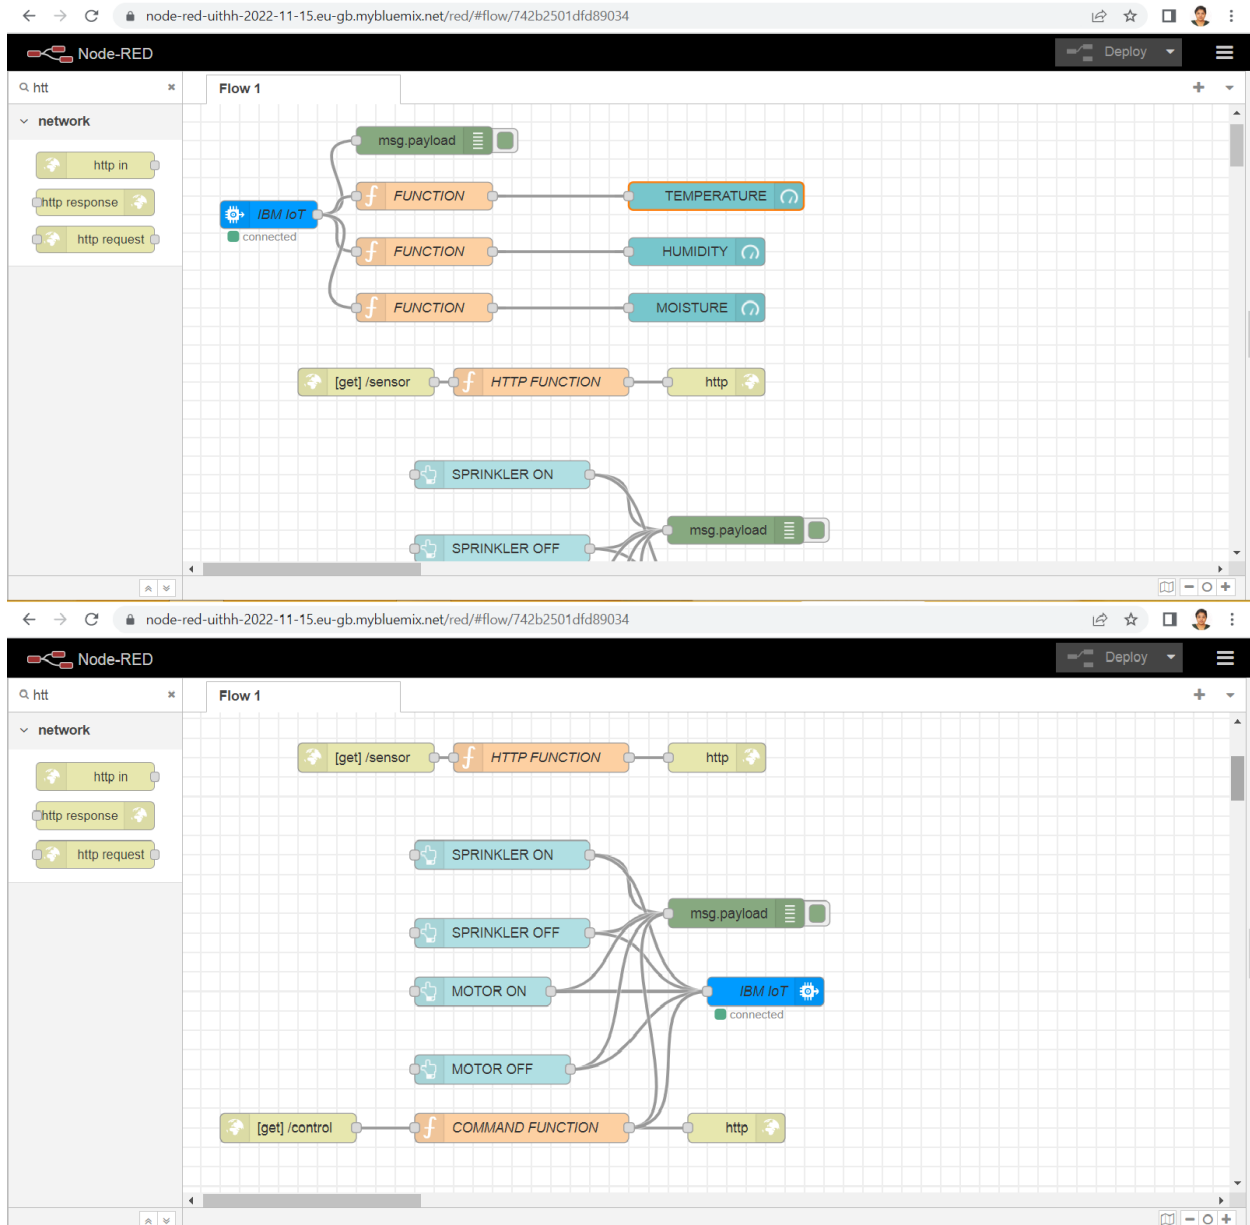 node-red-uithh-2022-11-15.eu-gb.mybluemix.net/red/#flow/742b2501dfd89034
Node-RED
Deploy
htt
Flow 1
network
http in
http response
http request
msg.payload
FUNCTION
TEMPERATURE
IBM IoT
connected
FUNCTION
HUMIDITY
FUNCTION
MOISTURE
[get] /sensor
HTTP FUNCTION
http
SPRINKLER ON
msg.payload
SPRINKLER OFF
node-red-uithh-2022-11-15.eu-gb.mybluemix.net/red/#flow/742b2501dfd89034
Node-RED
Deploy
htt
Flow 1
network
http in
http response
http request
[get] /sensor
HTTP FUNCTION
http
SPRINKLER ON
msg.payload
SPRINKLER OFF
MOTOR ON
IBM IoT
connected
MOTOR OFF
[get] /control
COMMAND FUNCTION
http